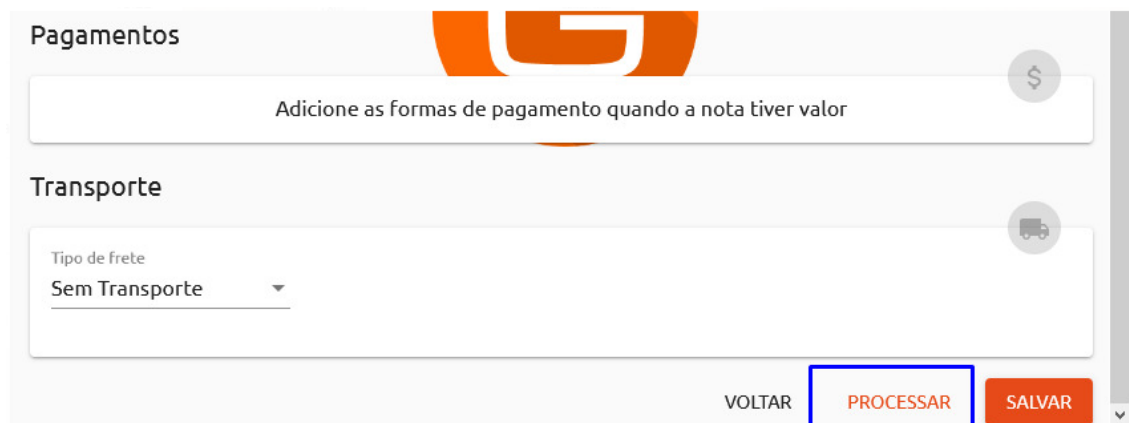 Pagamentos
$
Adicione as formas de pagamento quando a nota tiver valor
Transporte
Tipo de frete
Sem Transporte
VOLTAR PROCESSAR SALVAR